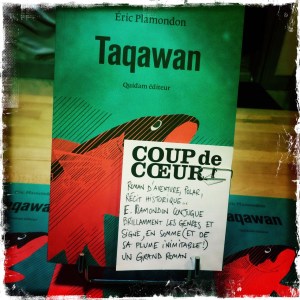 Éric Plamondon
Taqawan
Quidam éditeur
COUP de
CŒUR!
ROMAN D'AVENTURE, POLAR,
RÉCIT HISTORIQUE...
E. PLAMONDON CONJUGUE
BRILLAMMENT LES GENRES ET
SIGNE, EN SOMME (ET DE
SA PLUME INIMITABLE!)
UN GRAND ROMAN.
Taqawan
Taqawan